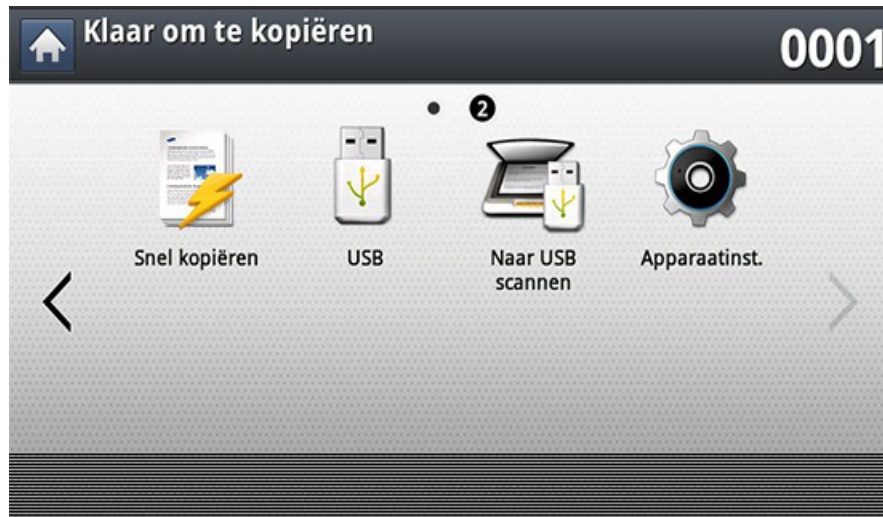 Klaar om te kopiëren
0001
2
Snel kopiëren
USB
Naar USB
scannen
Apparaatinst.